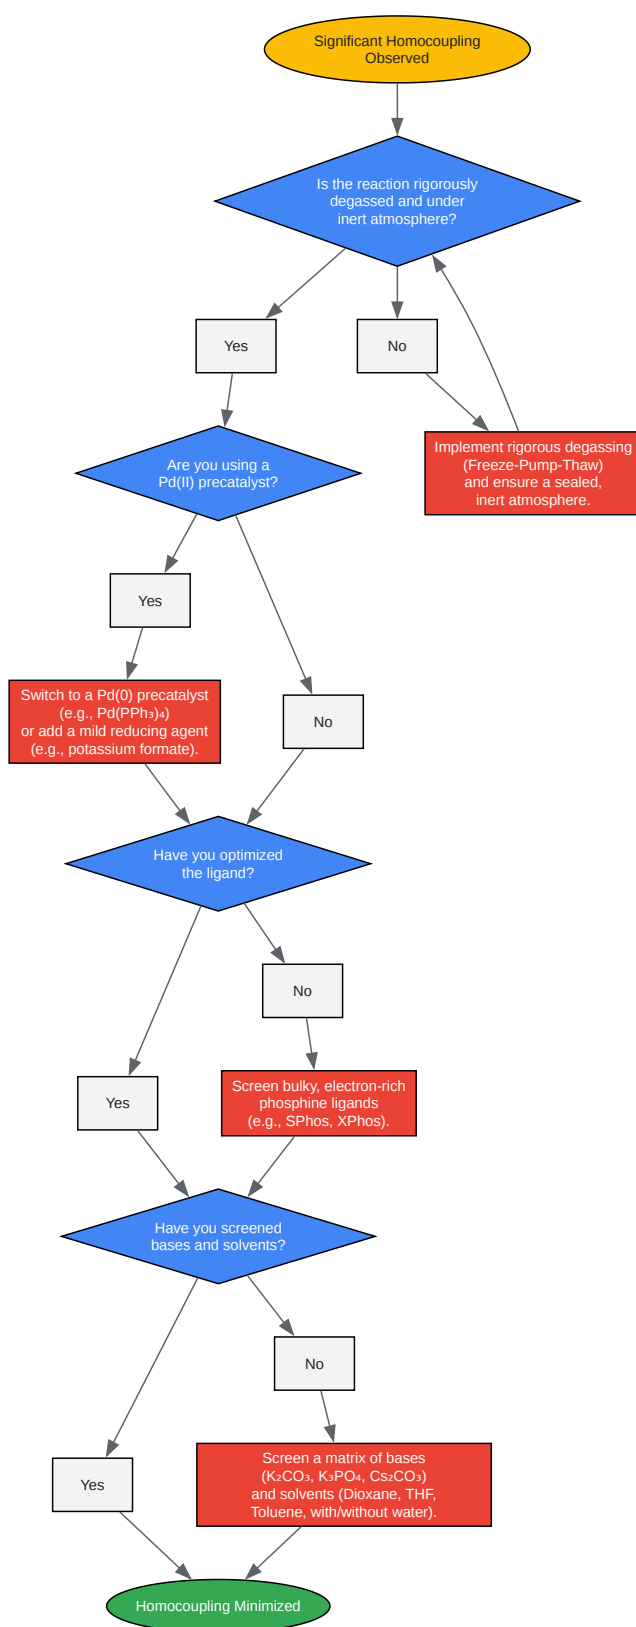 Significant Homocoupling
Observed
Is the reaction rigorously
degassed and under
inert atmosphere?
Yes
No
Implement rigorous degassing
(Freeze-Pump-Thaw)
and ensure a sealed,
inert atmosphere.
Are you using a
Pd(II) precatalyst?
Yes
Switch to a Pd(0) precatalyst
(e.g., Pd(PPh₃)₄)
or add a mild reducing agent
(e.g., potassium formate).
No
Have you optimized
the ligand?
No
Yes
Screen bulky, electron-rich
phosphine ligands
(e.g., SPhos, XPhos).
Have you screened
bases and solvents?
No
Yes
Screen a matrix of bases
(K₂CO₃, K₃PO₄, Cs₂CO₃)
and solvents (Dioxane, THF,
Toluene, with/without water).
Homocoupling Minimized